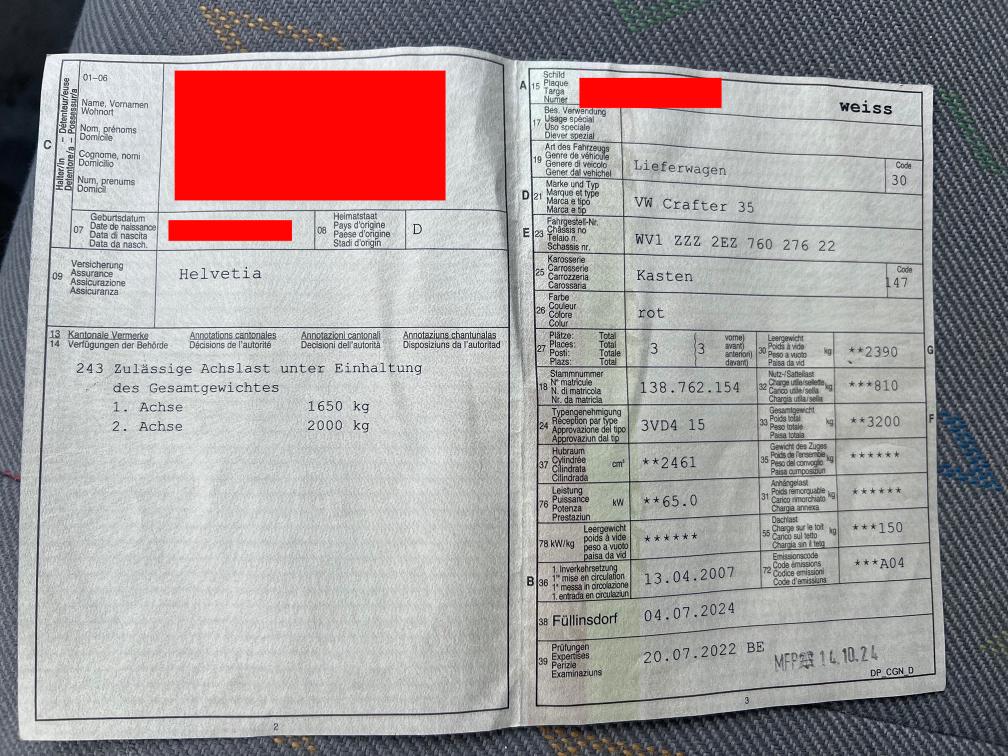 C
Halter/in – Détenteur/euse
Detentore/a – Possessur/a
01–06
Name, Vornamen
Wohnort
Nom, prénoms
Domicile
Cognome, nomi
Domicilio
Num, prenums
Domicil
07
Geburtsdatum
Date de naissance
Data di nascita
Data da nasch.
08
Heimatstaat
Pays d'origine
Paese d'origine
Stadi d'origin
D
09
Versicherung
Assurance
Assicurazione
Assicuranza
Helvetia
13
14
Kantonale Vermerke
Verfügungen der Behörde
Annotations cantonales
Décisions de l'autorité
Annotazioni cantonali
Decisioni dell'autorità
Annotaziuns chantunalas
Disposiziuns da l'autoritad
243 Zulässige Achslast unter Einhaltung
des Gesamtgewichtes
1. Achse 1650 kg
2. Achse 2000 kg
2
A
15
Schild
Plaque
Targa
Numer
weiss
17
Bes. Verwendung
Usage spécial
Uso speciale
Diever spezial
19
Art des Fahrzeugs
Genre de véhicule
Genere di veicolo
Gener dal vehichel
Lieferwagen
Code
30
D
21
Marke und Typ
Marque et type
Marca e tipo
Marca e tip
VW Crafter 35
E
23
Fahrgestell-Nr.
Châssis no
Telaio n.
Schassis nr.
WV1 ZZZ 2EZ 760 276 22
25
Karosserie
Carrosserie
Carrozzeria
Carossaria
Kasten
Code
147
26
Farbe
Couleur
Colore
Colur
rot
27
Plätze: Total
Places: Total
Posti: Totale
Plazs: Total
3
3
vorne)
avant)
anteriori)
davant)
30
Leergewicht
Poids à vide
Peso a vuoto
Paisa da vid
kg
**2390
G
18
Stammnummer
N° matricule
N. di matricola
Nr. da matricla
138.762.154
32
Nutz-/Sattellast
Charge utile/sellette
Carico utile/sella
Chargia utila/sella
kg
***810
24
Typengenehmigung
Réception par type
Approvazione del tipo
Approvaziun dal tip
3VD4 15
33
Gesamtgewicht
Poids total
Peso totale
Paisa totala
kg
**3200
F
37
Hubraum
Cylindrée
Cilindrata
Cilindrada
cm³
**2461
35
Gewicht des Zuges
Poids de l'ensemble
Peso del convoglio
Paisa cumposiziun
kg
******
76
Leistung
Puissance
Potenza
Prestaziun
kW
**65.0
31
Anhängelast
Poids remorquable
Carico rimorchiato
Chargia annexa
kg
******
78 kW/kg
Leergewicht
poids à vide
peso a vuoto
paisa da vid
******
55
Dachlast
Charge sur le toit
Carico sul tetto
Chargia sin il tetg
kg
***150
B
36
1. Inverkehrsetzung
1re mise en circulation
1a messa in circolazione
1. entrada en circulaziun
13.04.2007
72
Emissionscode
Code émissions
Codice emissioni
Code d'emissiuns
***A04
38
Füllinsdorf
04.07.2024
39
Prüfungen
Expertises
Perizie
Examinaziuns
20.07.2022 BE
MFP 14.10.24
DP_CGN_D
3